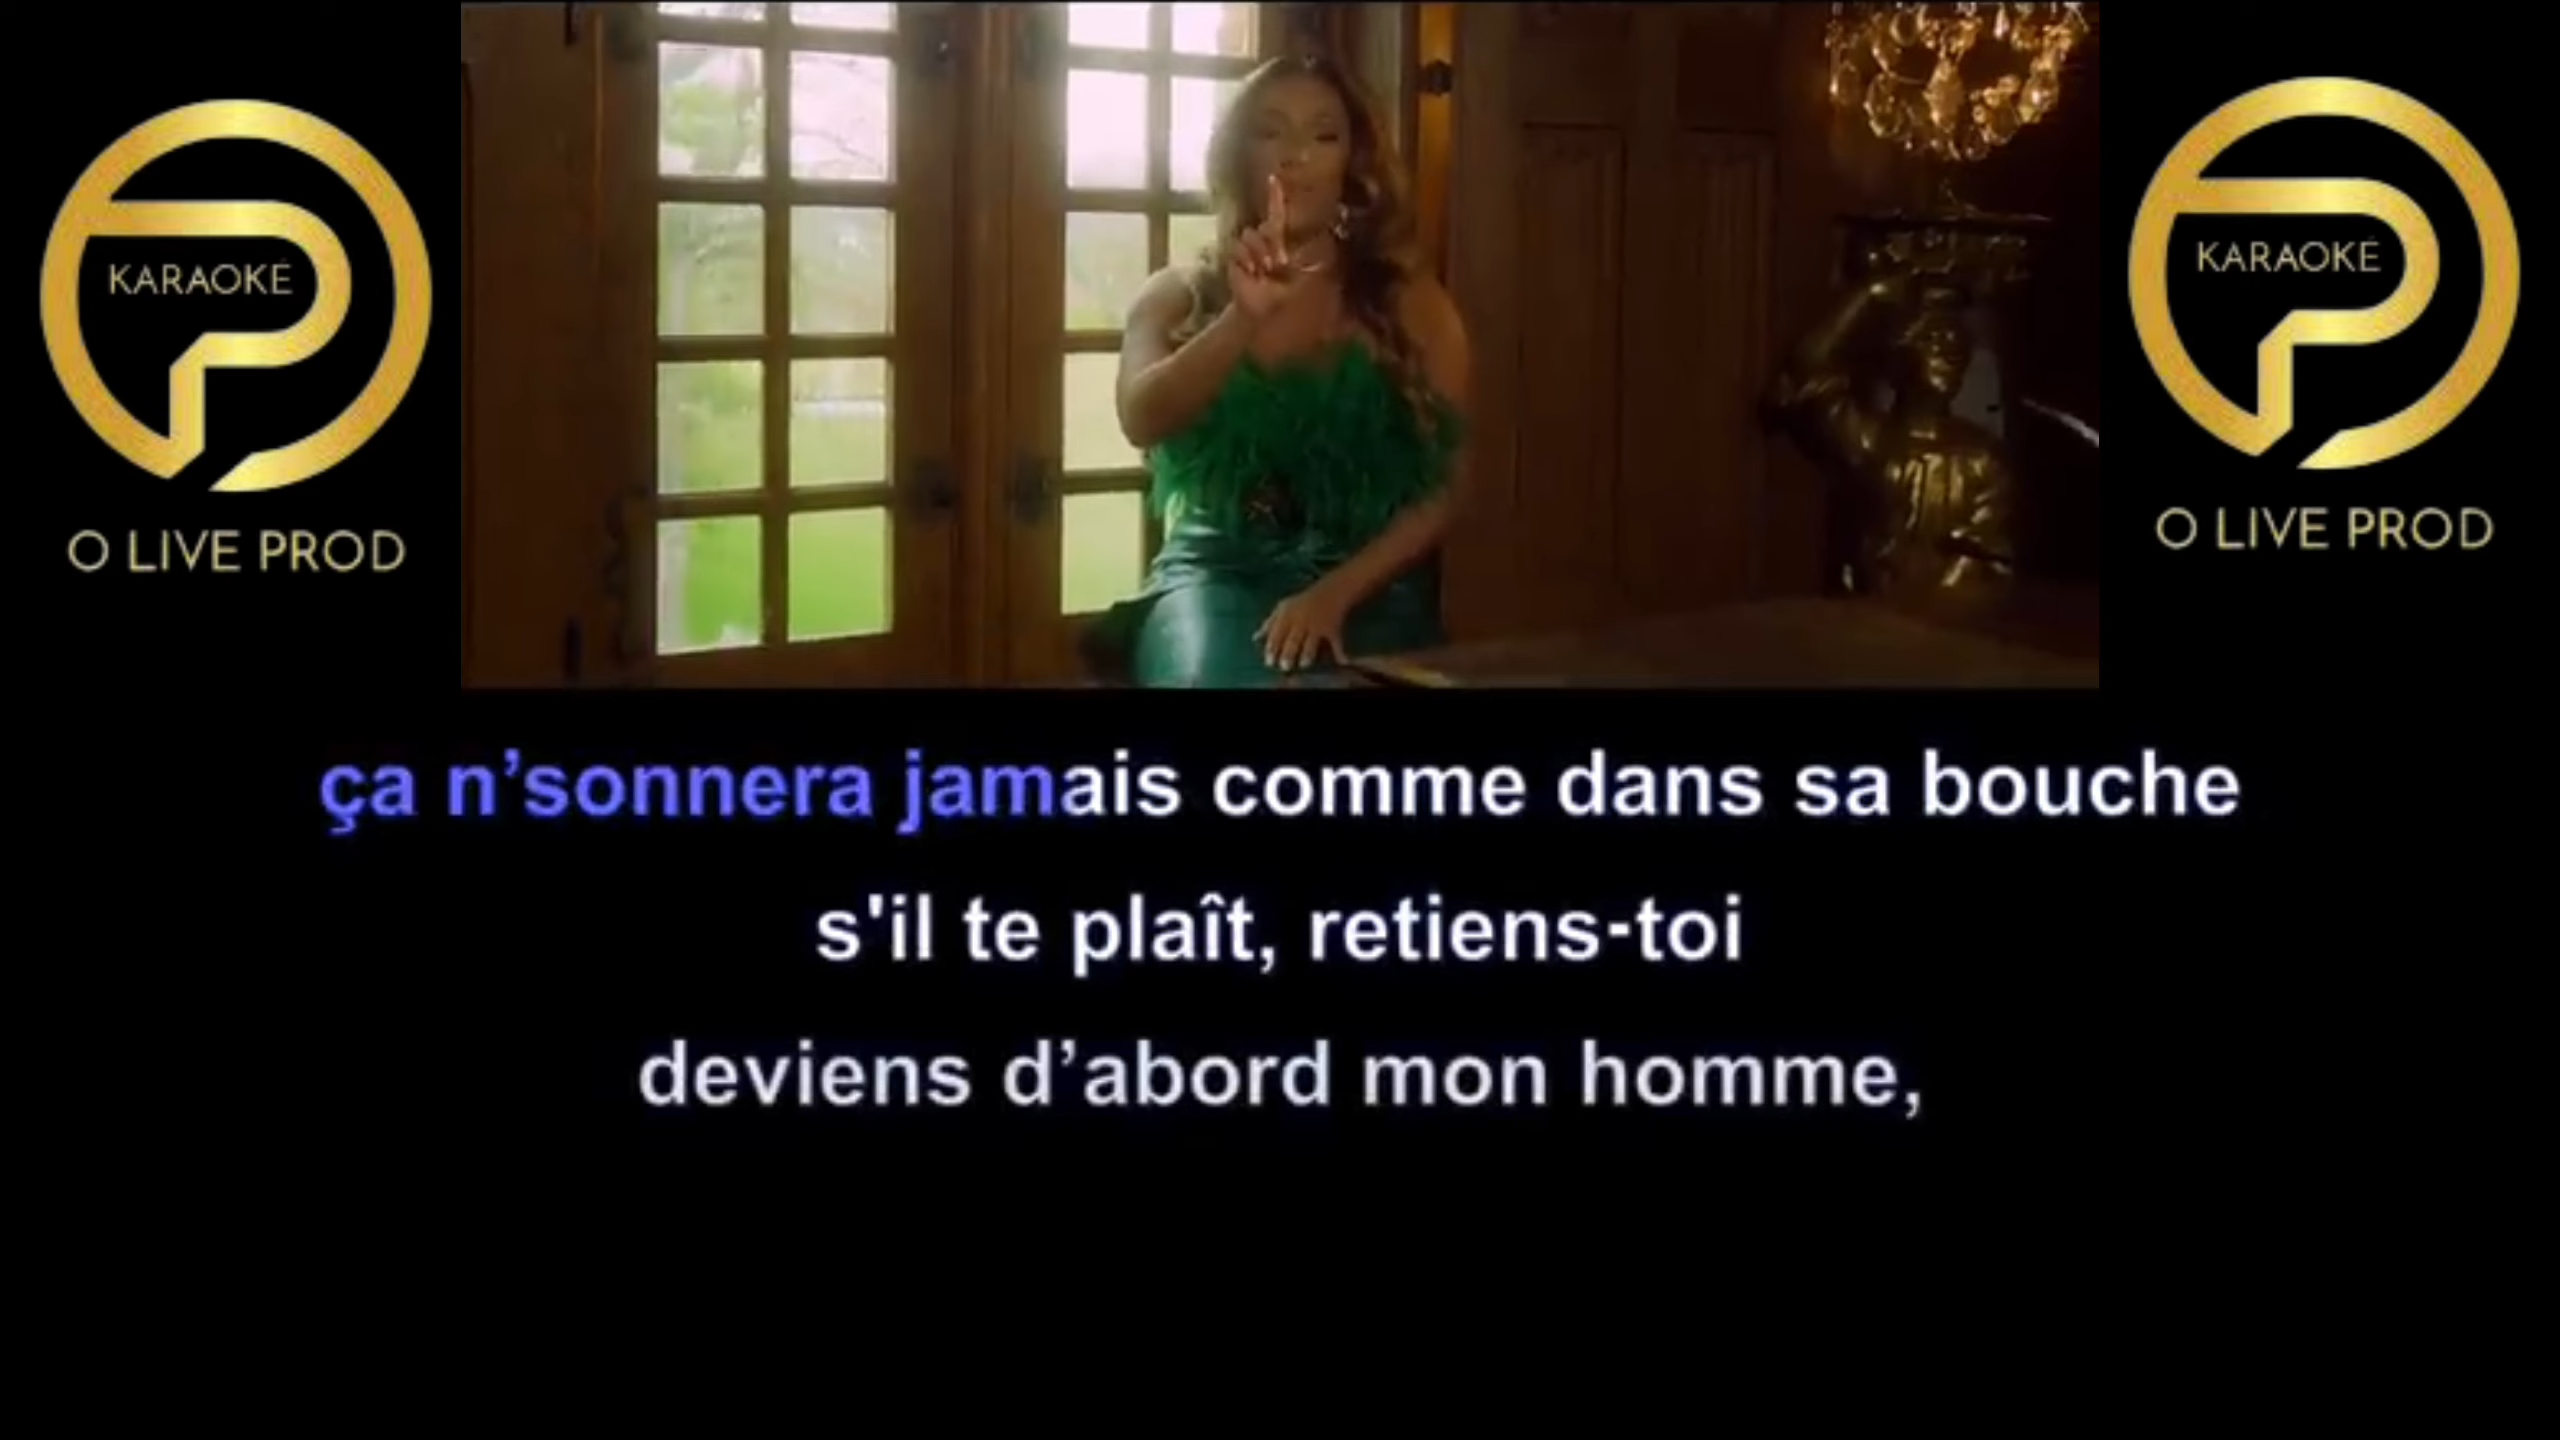 KARAOKÉ
O LIVE PROD
KARAOKÉ
O LIVE PROD
ça n’sonnera jamais comme dans sa bouche
s'il te plaît, retiens-toi
deviens d’abord mon homme,